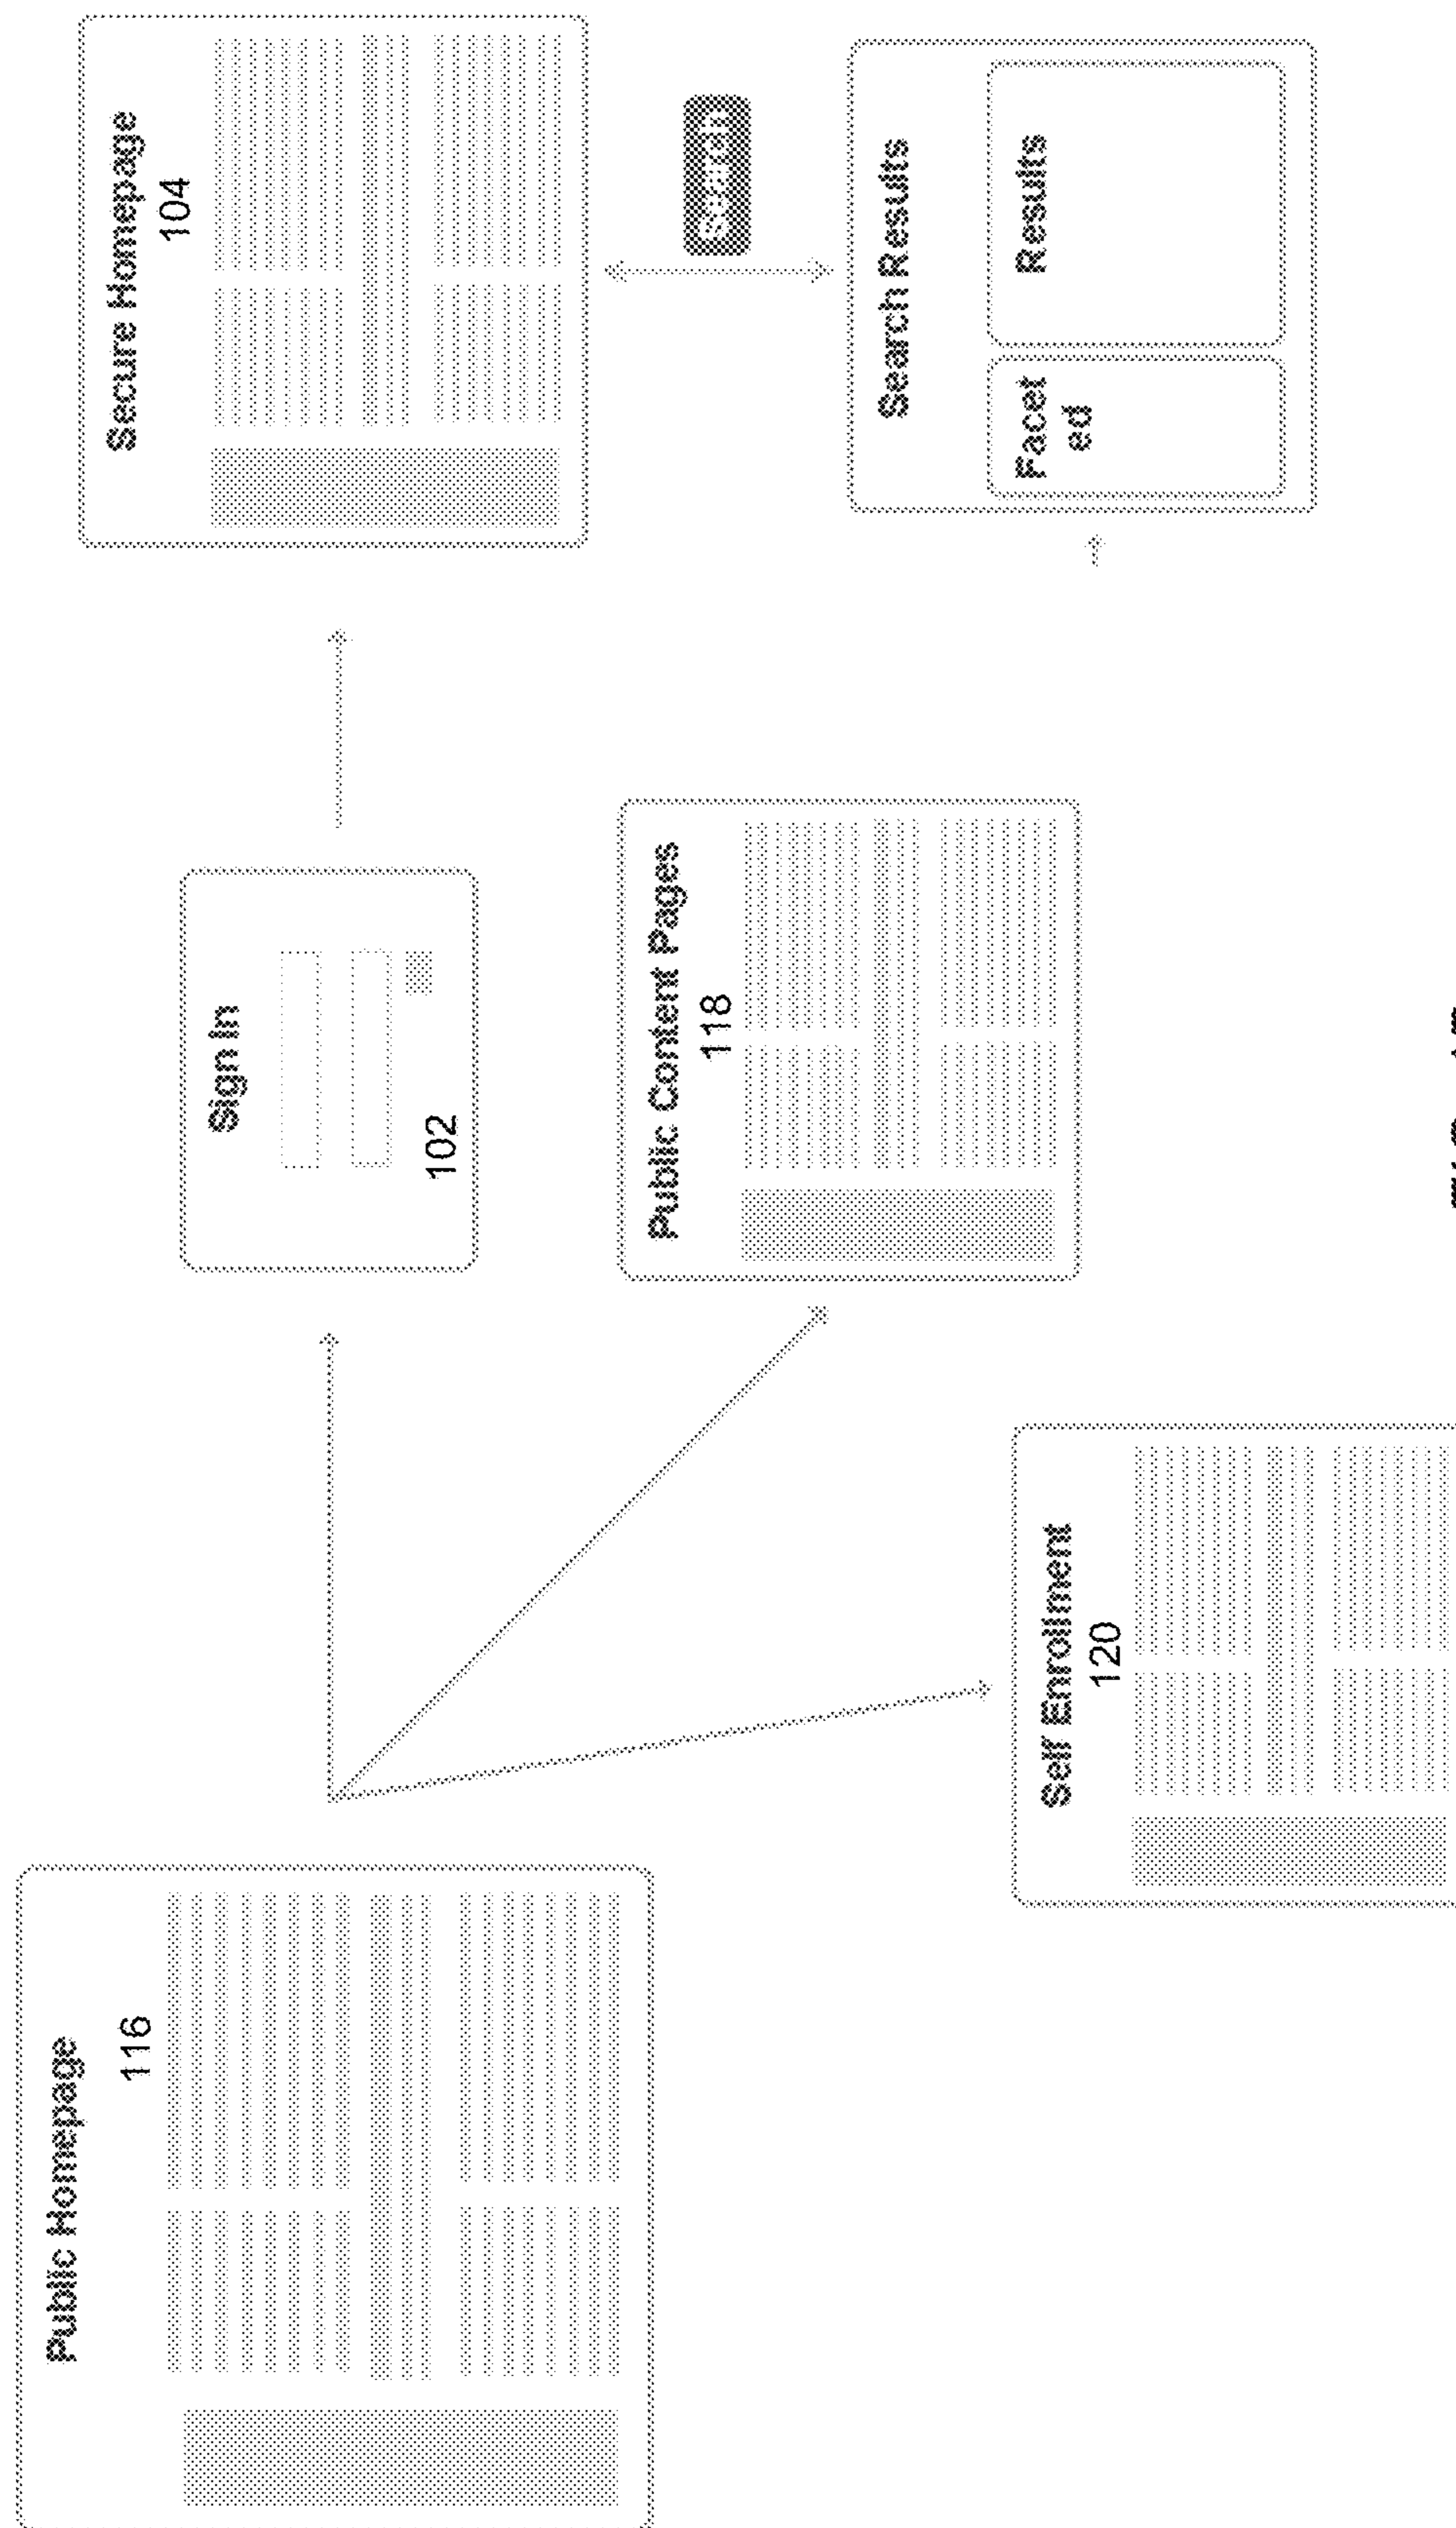 Public Homepage
116
Sign In
102
Secure Homepage
104
Public Content Pages
118
Search
Self Enrollment
120
Search Results
Facet
ed
Results